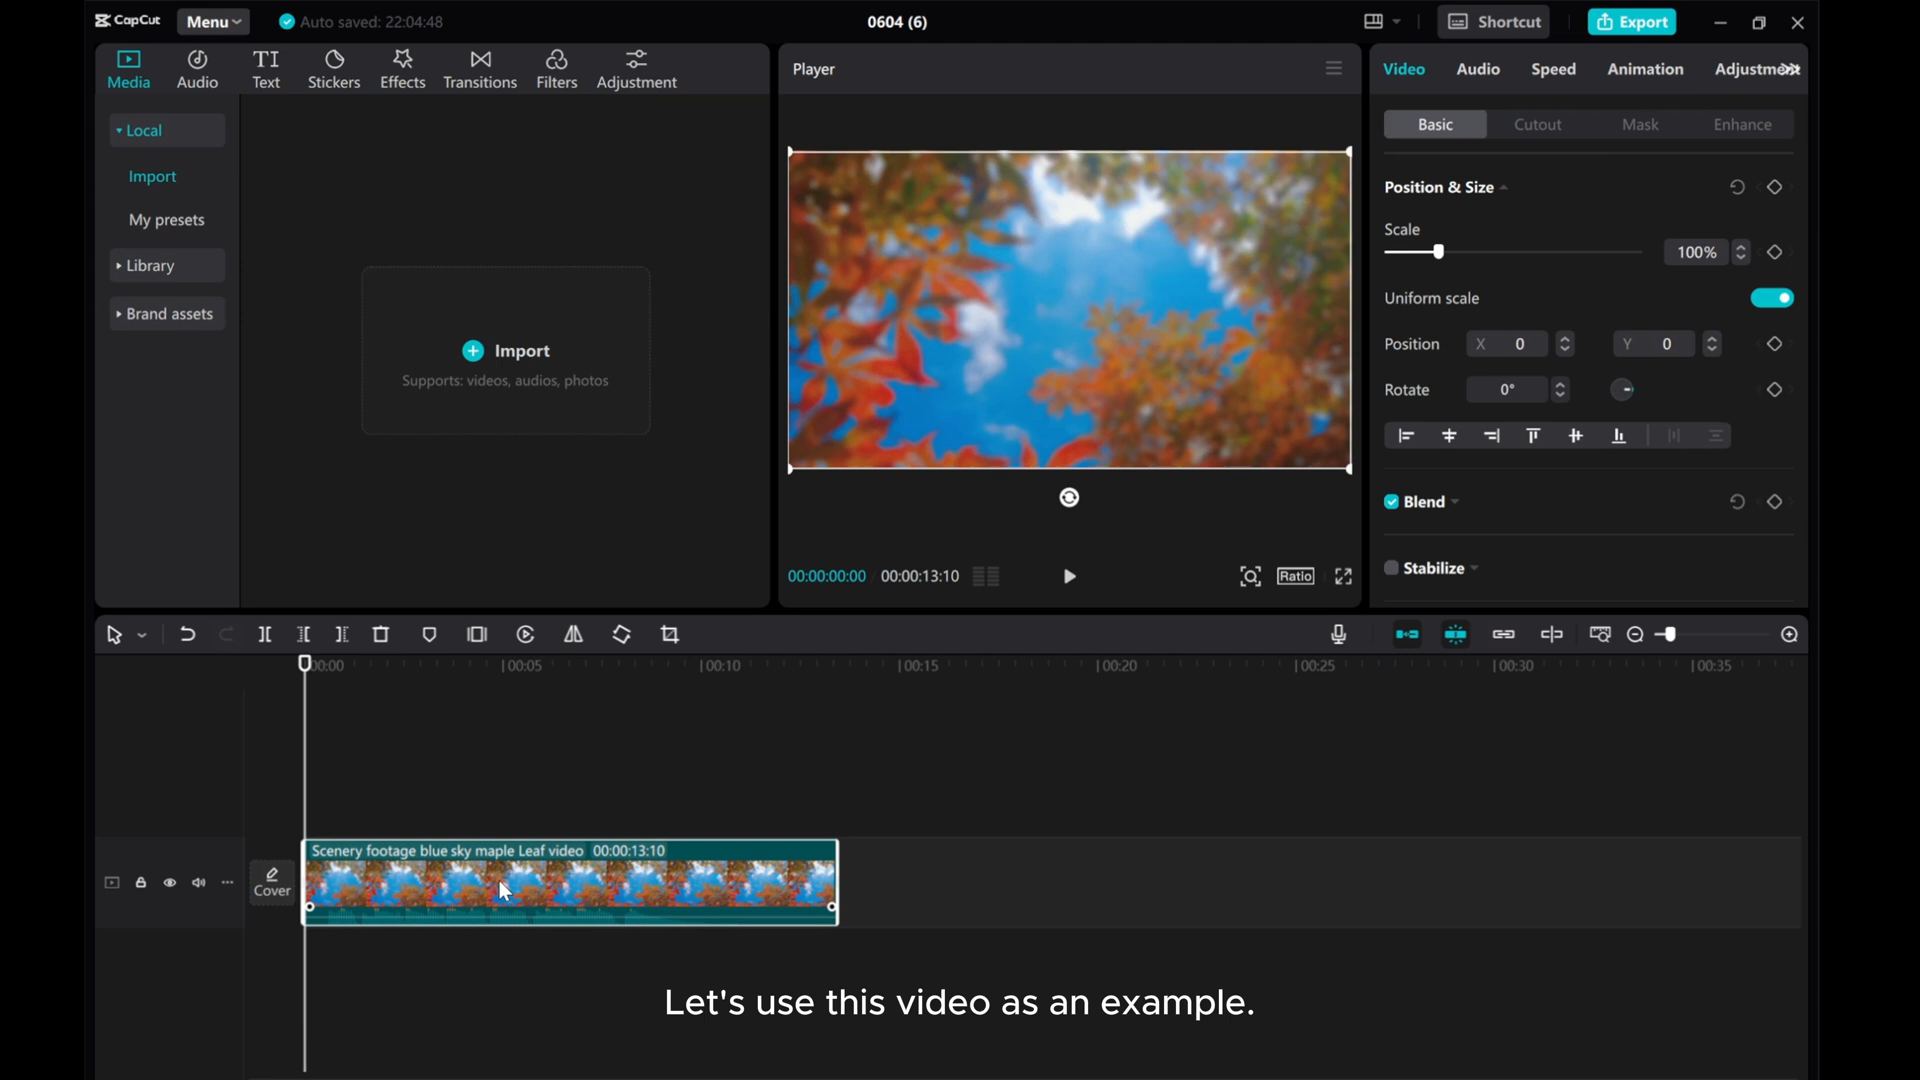 CapCut
Menu
Auto saved: 22:04:48
0604 (6)
Shortcut
Export
Media
Audio
Text
Stickers
Effects
Transitions
Filters
Adjustment
Local
Import
My presets
Library
Brand assets
Import
Supports: videos, audios, photos
Player
00:00:00:00
00:00:13:10
Ratio
Video
Audio
Speed
Animation
Adjustment
Basic
Cutout
Mask
Enhance
Position & Size
Scale
100%
Uniform scale
Position
X 0
Y 0
Rotate
0°
Blend
Stabilize
00:00
00:05
00:10
00:15
00:20
00:25
00:30
00:35
Cover
Scenery footage blue sky maple Leaf video 00:00:13:10
Let's use this video as an example.